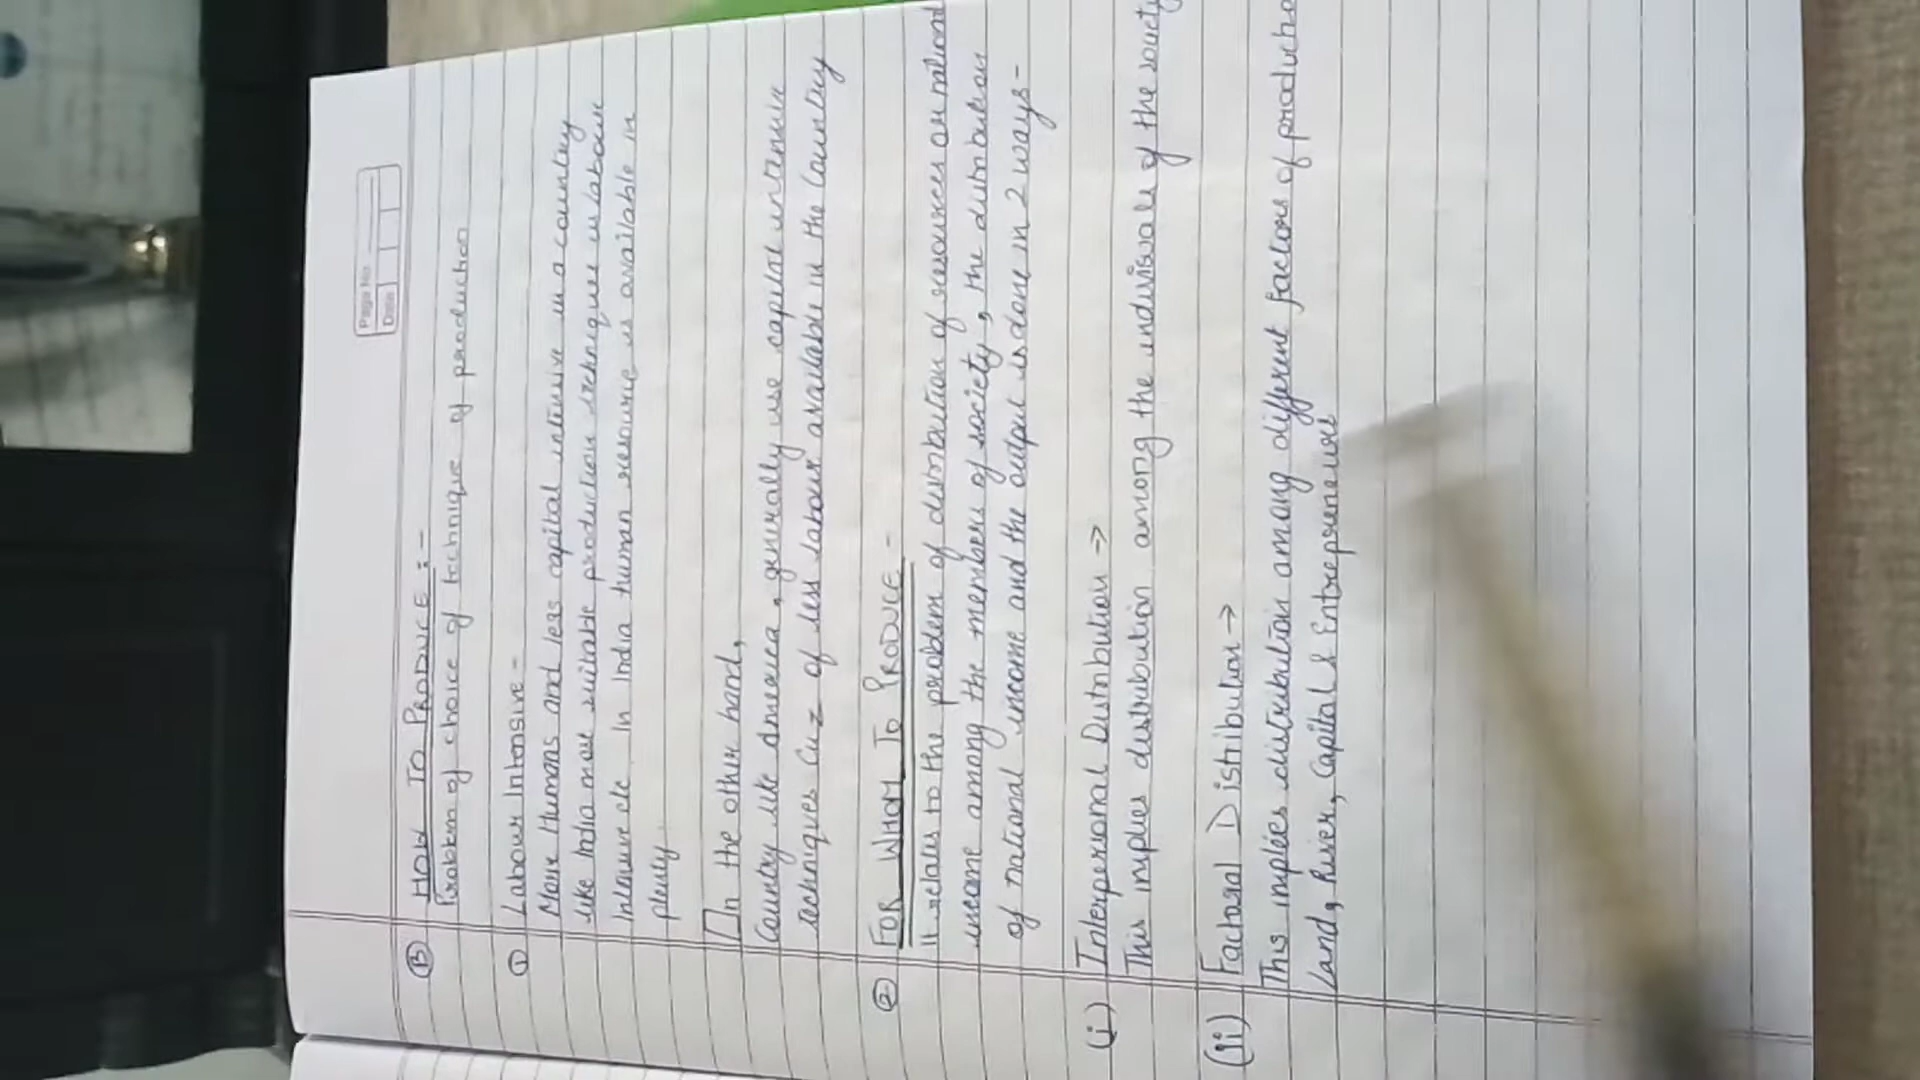 Page No.
Date
(B) HOW TO PRODUCE :-
Problem of choice of technique of production
(1) Labour Intensive -
More Humans and less capital intensive in a country
like India more suitable production technique is labour
In India human resource is available in
plenty
In the other hand,
Country like America, generally use capital intensive
techniques Cuz of less labour available in the country
(2) FOR WHOM TO PRODUCE -
It relates to the problem of distribution of resources or national
income among the members of society, the distribution
of national income and the output is done in 2 ways -
(i) Interpersonal Distribution →
This implies distribution among the indivisuals of the society
(ii) Factoral Distribution →
This implies distribution among different factors of
Land, River, Capital & Entrepreneurs